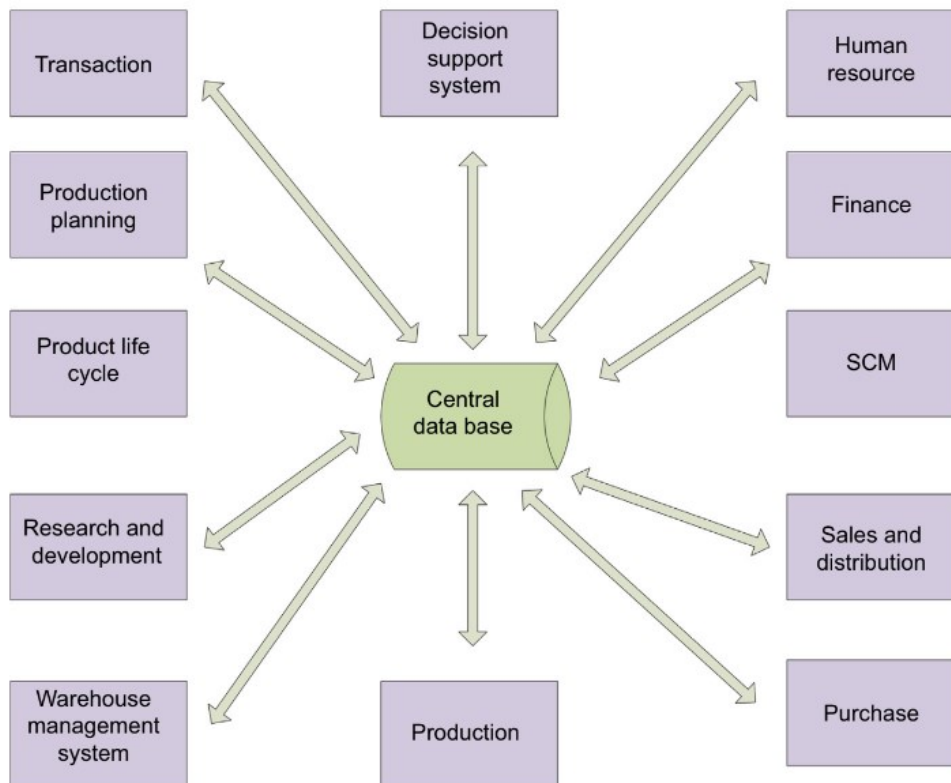 Transaction
Decision
support
system
Human
resource
Production
planning
Finance
Product life
cycle
Central
data base
SCM
Research and
development
Sales and
distribution
Warehouse
management
system
Production
Purchase